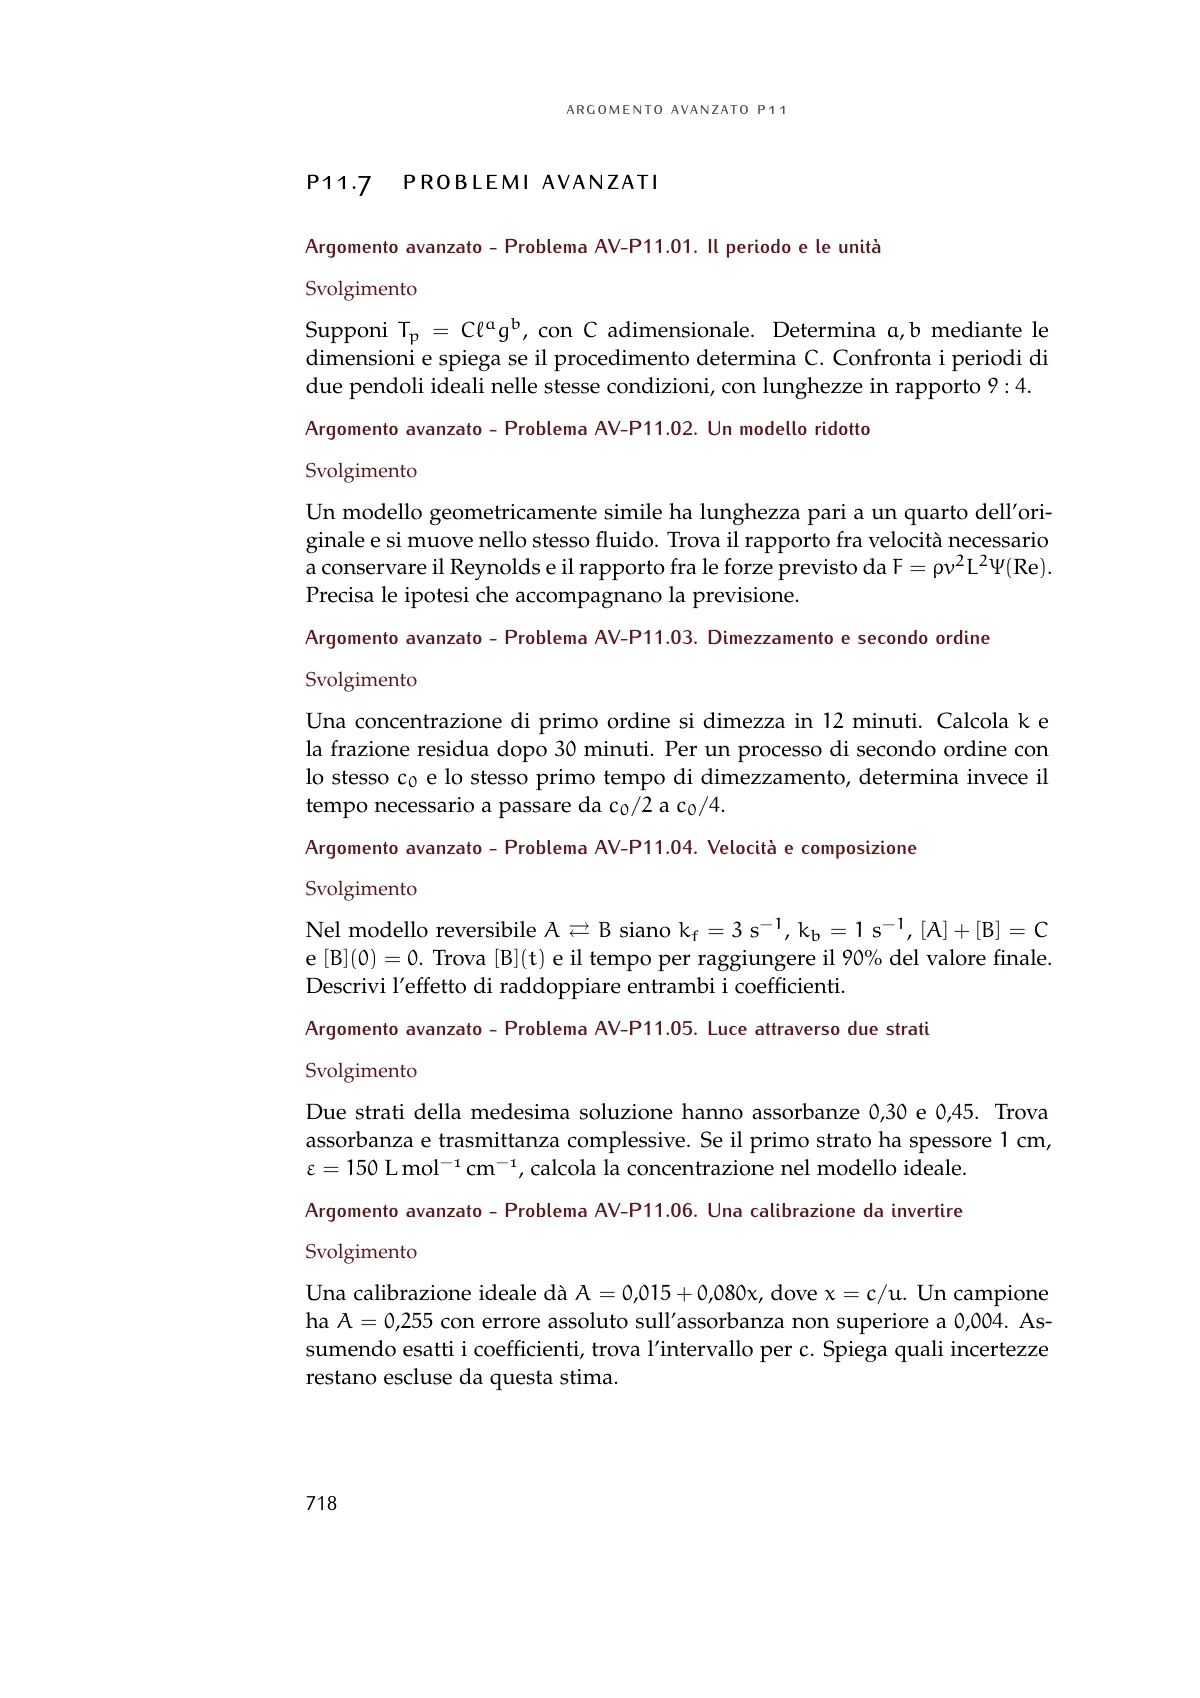 ARGOMENTO AVANZATO P11
P11.7 PROBLEMI AVANZATI
Argomento avanzato – Problema AV-P11.01. Il periodo e le unità
Svolgimento
Supponi Tₚ = Cℓᵃgᵇ, con C adimensionale. Determina a, b mediante le
dimensioni e spiega se il procedimento determina C. Confronta i periodi di
due pendoli ideali nelle stesse condizioni, con lunghezze in rapporto 9 : 4.
Argomento avanzato – Problema AV-P11.02. Un modello ridotto
Svolgimento
Un modello geometricamente simile ha lunghezza pari a un quarto dell'ori-
ginale e si muove nello stesso fluido. Trova il rapporto fra velocità necessario
a conservare il Reynolds e il rapporto fra le forze previsto da F = ρv²L²Ψ(Re).
Precisa le ipotesi che accompagnano la previsione.
Argomento avanzato – Problema AV-P11.03. Dimezzamento e secondo ordine
Svolgimento
Una concentrazione di primo ordine si dimezza in 12 minuti. Calcola k e
la frazione residua dopo 30 minuti. Per un processo di secondo ordine con
lo stesso c₀ e lo stesso primo tempo di dimezzamento, determina invece il
tempo necessario a passare da c₀/2 a c₀/4.
Argomento avanzato – Problema AV-P11.04. Velocità e composizione
Svolgimento
Nel modello reversibile A ⇄ B siano k_f = 3 s⁻¹, k_b = 1 s⁻¹, [A] + [B] = C
e [B](0) = 0. Trova [B](t) e il tempo per raggiungere il 90% del valore finale.
Descrivi l'effetto di raddoppiare entrambi i coefficienti.
Argomento avanzato – Problema AV-P11.05. Luce attraverso due strati
Svolgimento
Due strati della medesima soluzione hanno assorbanze 0,30 e 0,45. Trova
assorbanza e trasmittanza complessive. Se il primo strato ha spessore 1 cm,
ε = 150 L mol⁻¹ cm⁻¹, calcola la concentrazione nel modello ideale.
Argomento avanzato – Problema AV-P11.06. Una calibrazione da invertire
Svolgimento
Una calibrazione ideale dà A = 0,015 + 0,080x, dove x = c/u. Un campione
ha A = 0,255 con errore assoluto sull'assorbanza non superiore a 0,004. As-
sumendo esatti i coefficienti, trova l'intervallo per c. Spiega quali incertezze
restano escluse da questa stima.
718